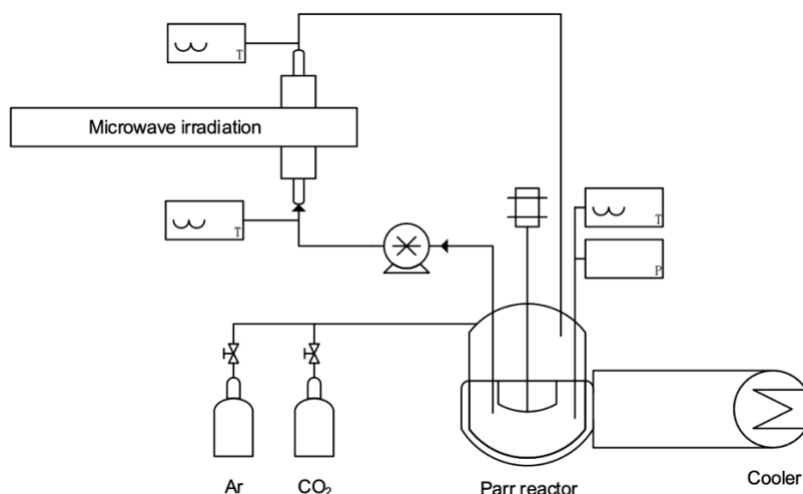 T
Microwave irradiation
T
T
P
Ar
CO₂
Parr reactor
Cooler